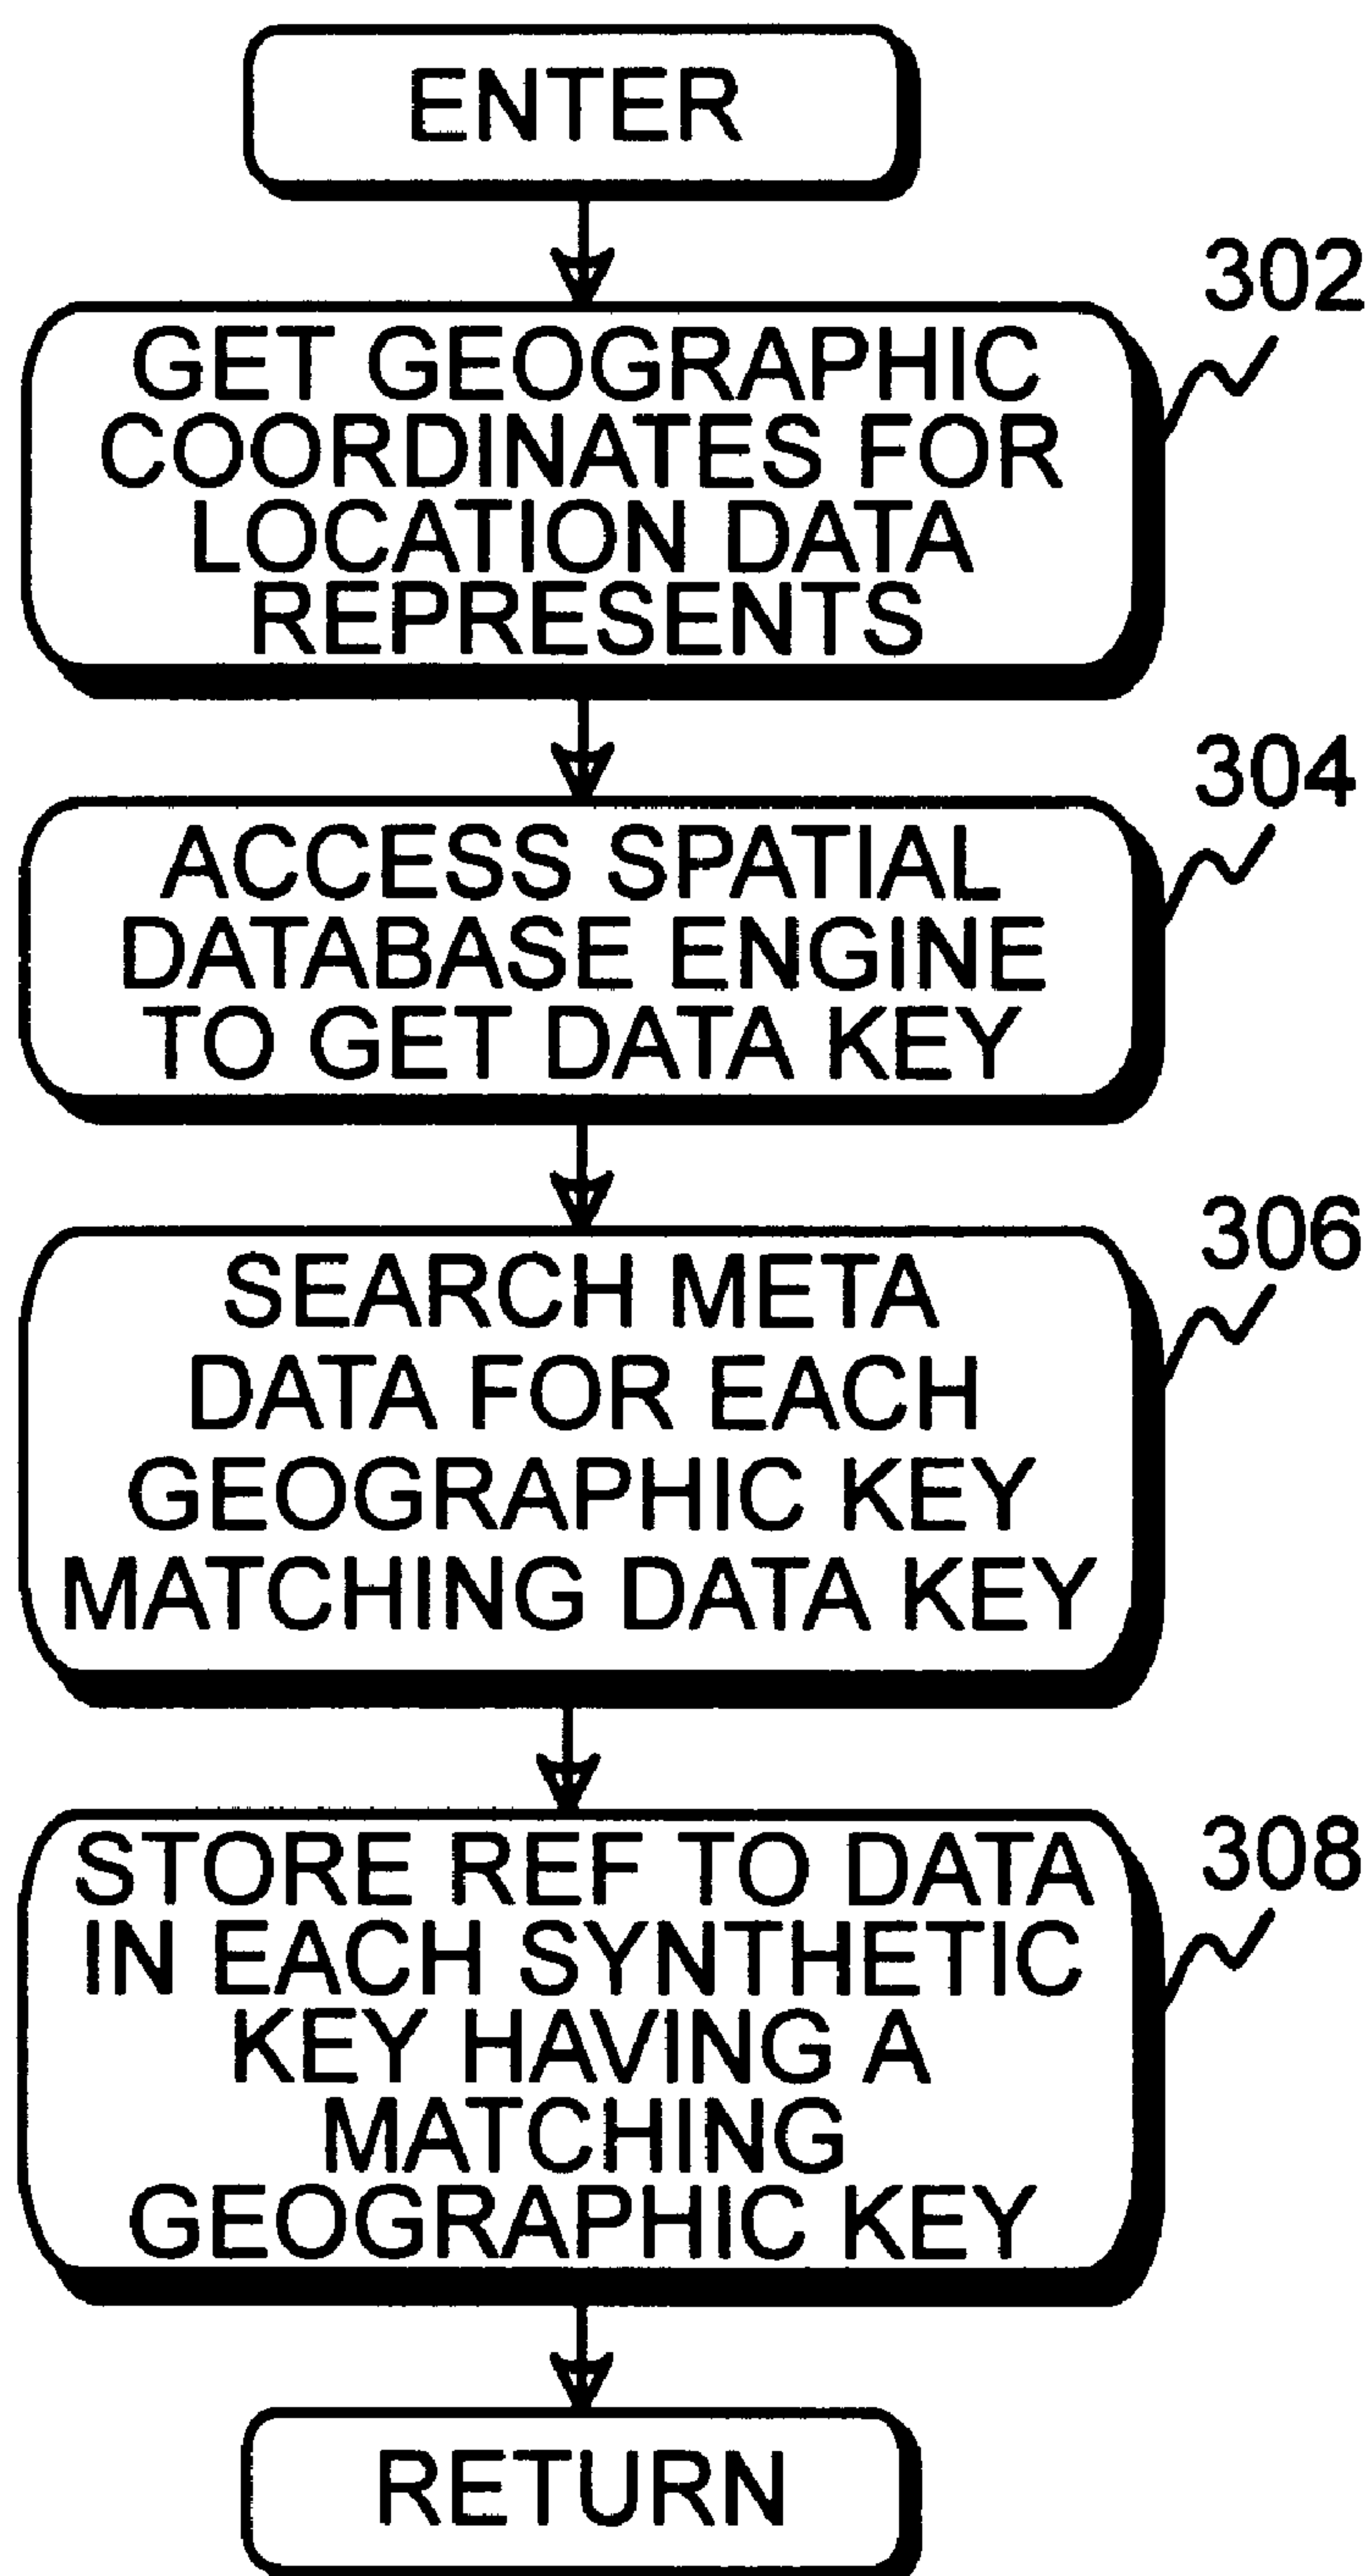 ENTER
302
GET GEOGRAPHIC
COORDINATES FOR
LOCATION DATA
REPRESENTS
304
ACCESS SPATIAL
DATABASE ENGINE
TO GET DATA KEY
306
SEARCH META
DATA FOR EACH
GEOGRAPHIC KEY
MATCHING DATA KEY
308
STORE REF TO DATA
IN EACH SYNTHETIC
KEY HAVING A
MATCHING
GEOGRAPHIC KEY
RETURN